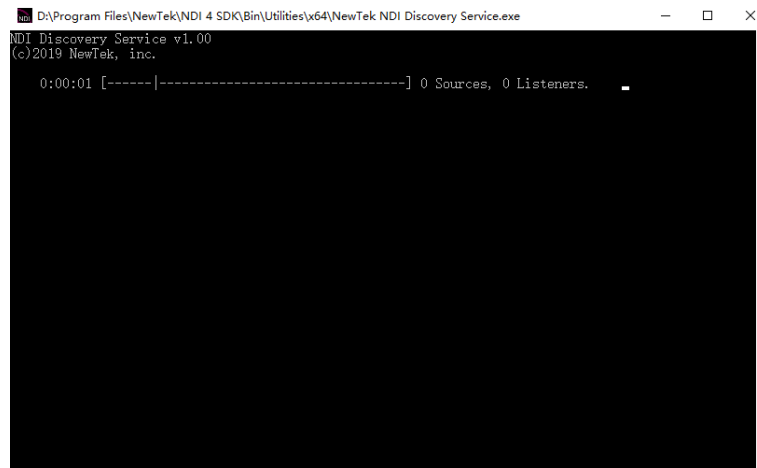 NDI D:\Program Files\NewTek\NDI 4 SDK\Bin\Utilities\x64\NewTek NDI Discovery Service.exe
NDI Discovery Service v1.00
(c)2019 NewTek, inc.
0:00:01 [------|---------------------------------] 0 Sources, 0 Listeners.